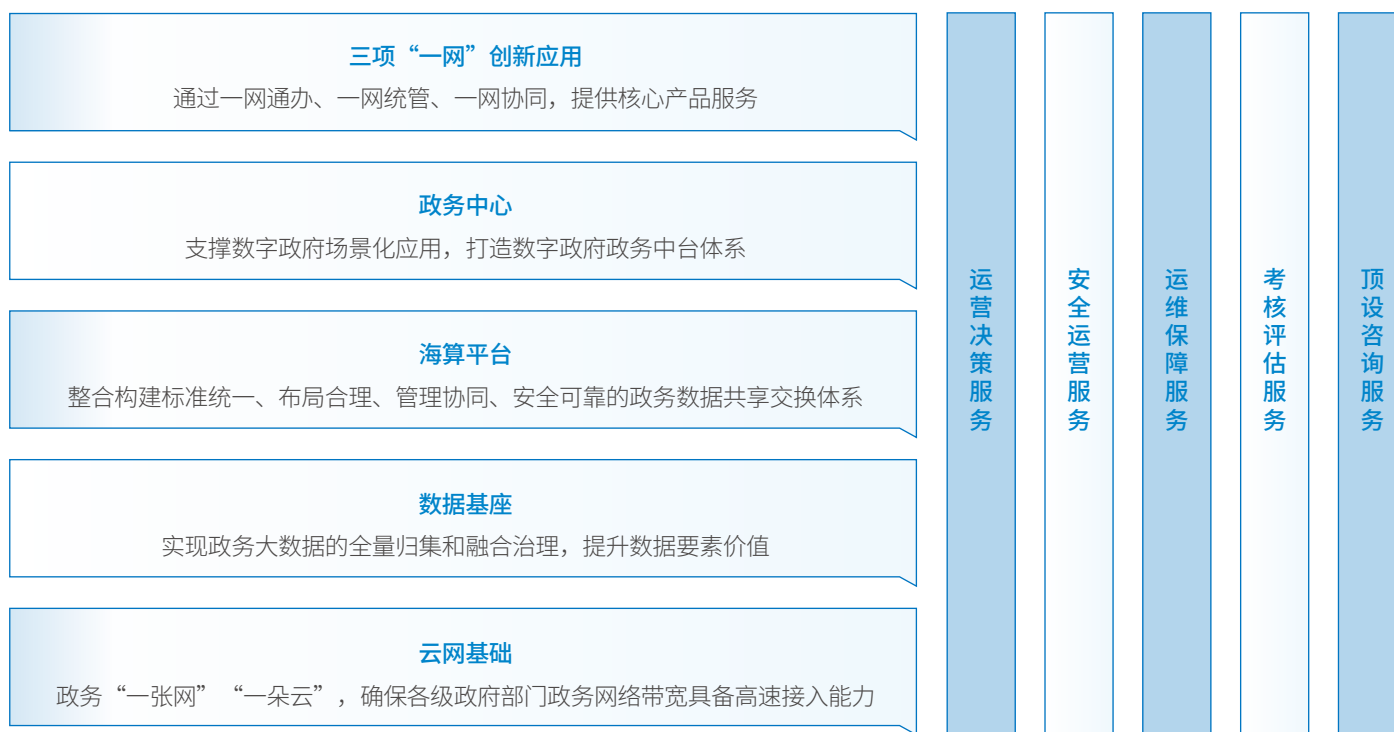 三项“一网”创新应用
通过一网通办、一网统管、一网协同，提供核心产品服务
政务中心
支撑数字政府场景化应用，打造数字政府政务中台体系
海算平台
整合构建标准统一、布局合理、管理协同、安全可靠的政务数据共享交换体系
数据基座
实现政务大数据的全量归集和融合治理，提升数据要素价值
云网基础
政务“一张网”“一朵云”，确保各级政府部门政务网络带宽具备高速接入能力
运营决策服务
安全运营服务
运维保障服务
考核评估服务
顶设咨询服务